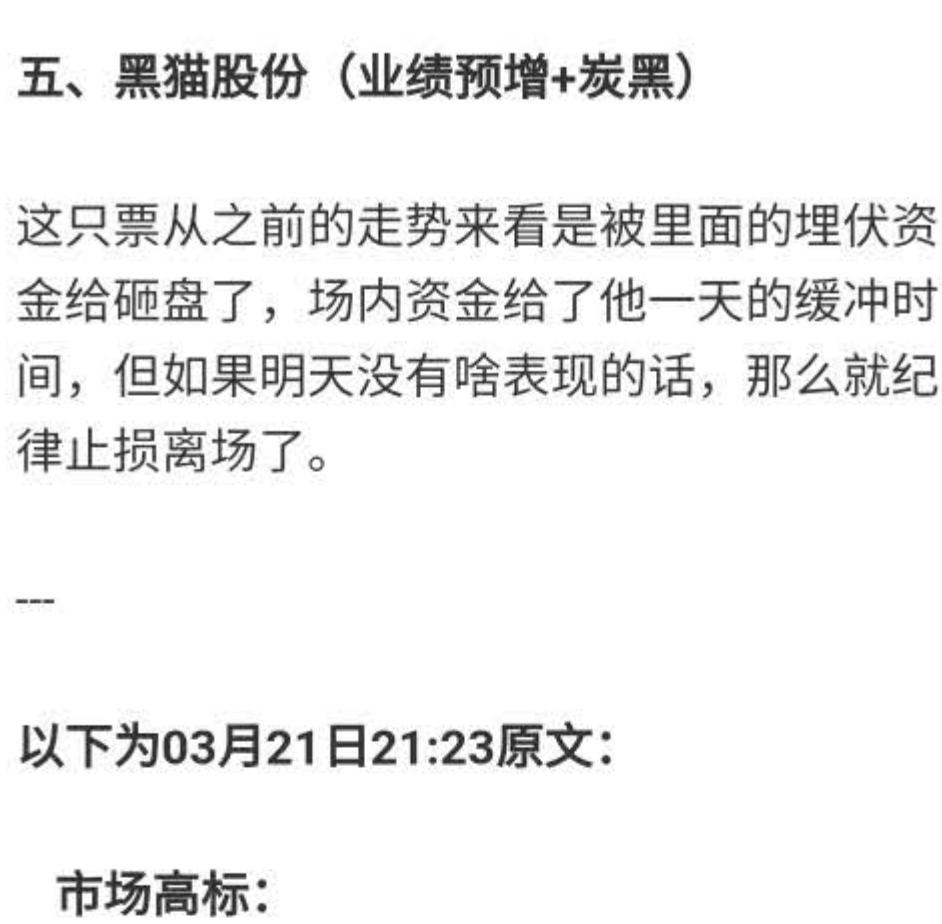 五、黑猫股份（业绩预增+炭黑）
这只票从之前的走势来看是被里面的埋伏资
金给砸盘了，场内资金给了他一天的缓冲时
间，但如果明天没有啥表现的话，那么就纪
律止损离场了。
---
以下为03月21日21:23原文：
市场高标：